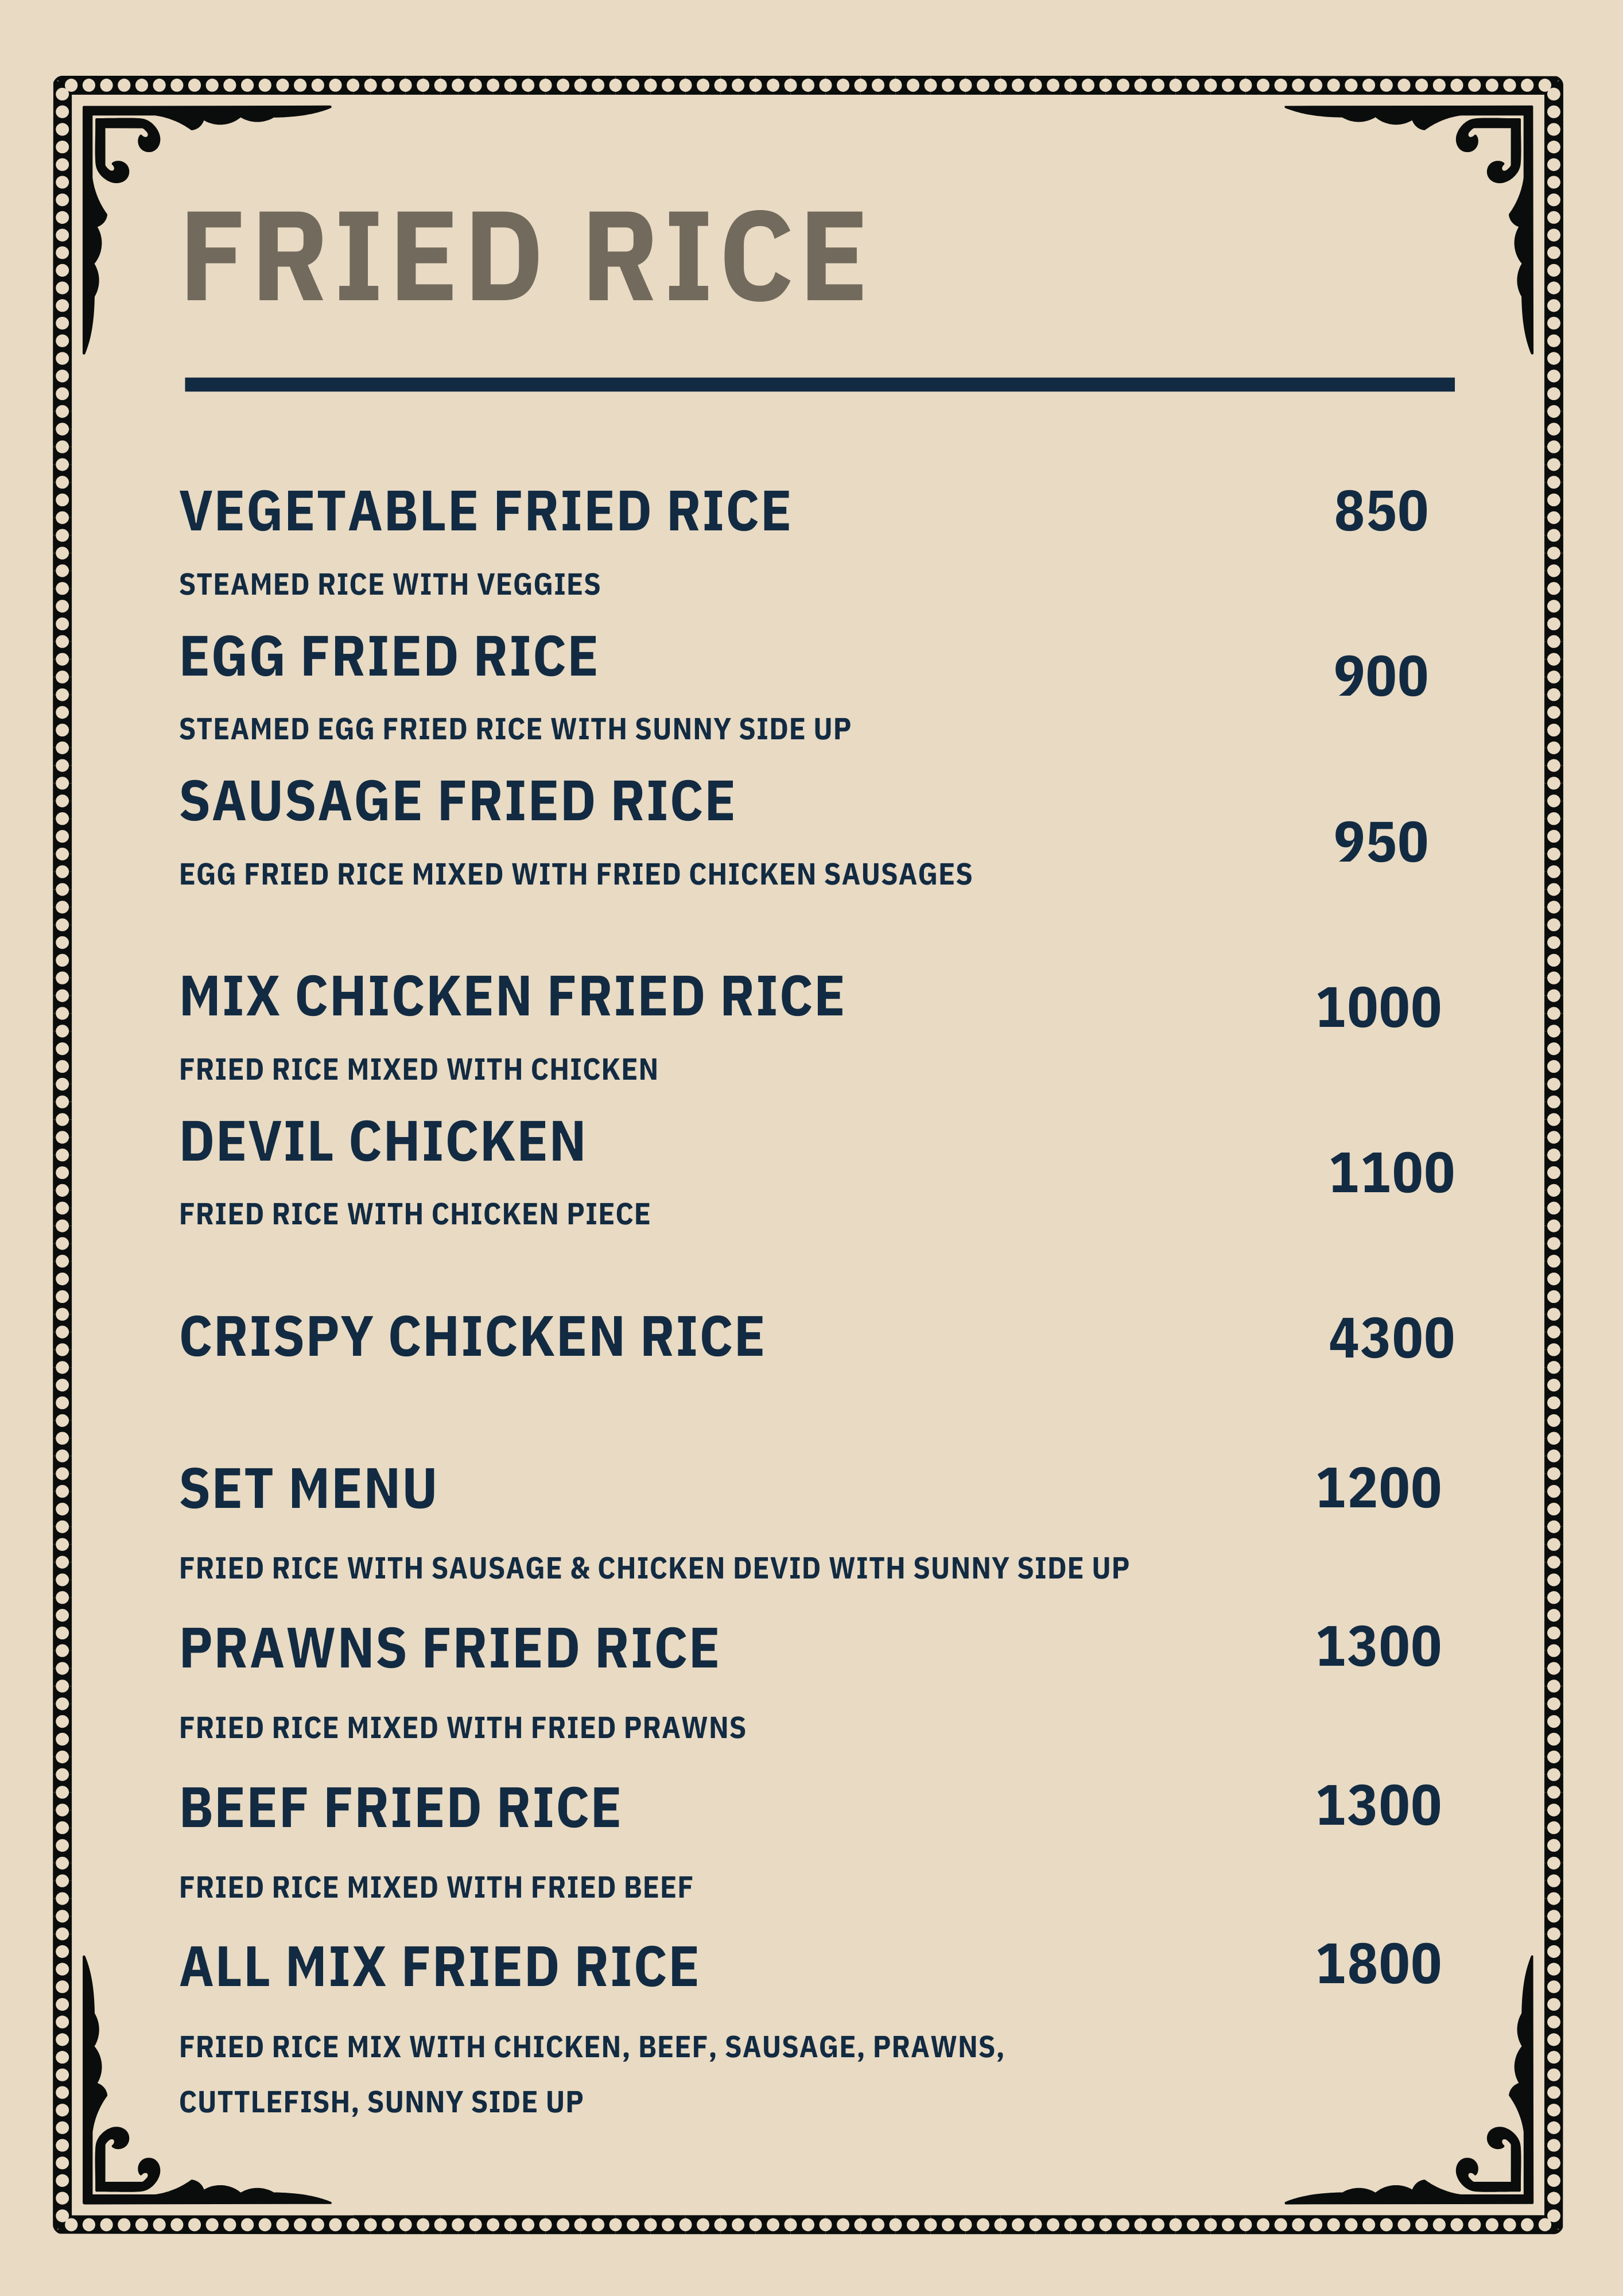 FRIED RICE
VEGETABLE FRIED RICE 850
STEAMED RICE WITH VEGGIES
EGG FRIED RICE 900
STEAMED EGG FRIED RICE WITH SUNNY SIDE UP
SAUSAGE FRIED RICE 950
EGG FRIED RICE MIXED WITH FRIED CHICKEN SAUSAGES
MIX CHICKEN FRIED RICE 1000
FRIED RICE MIXED WITH CHICKEN
DEVIL CHICKEN 1100
FRIED RICE WITH CHICKEN PIECE
CRISPY CHICKEN RICE 4300
SET MENU 1200
FRIED RICE WITH SAUSAGE & CHICKEN DEVID WITH SUNNY SIDE UP
PRAWNS FRIED RICE 1300
FRIED RICE MIXED WITH FRIED PRAWNS
BEEF FRIED RICE 1300
FRIED RICE MIXED WITH FRIED BEEF
ALL MIX FRIED RICE 1800
FRIED RICE MIX WITH CHICKEN, BEEF, SAUSAGE, PRAWNS,
CUTTLEFISH, SUNNY SIDE UP